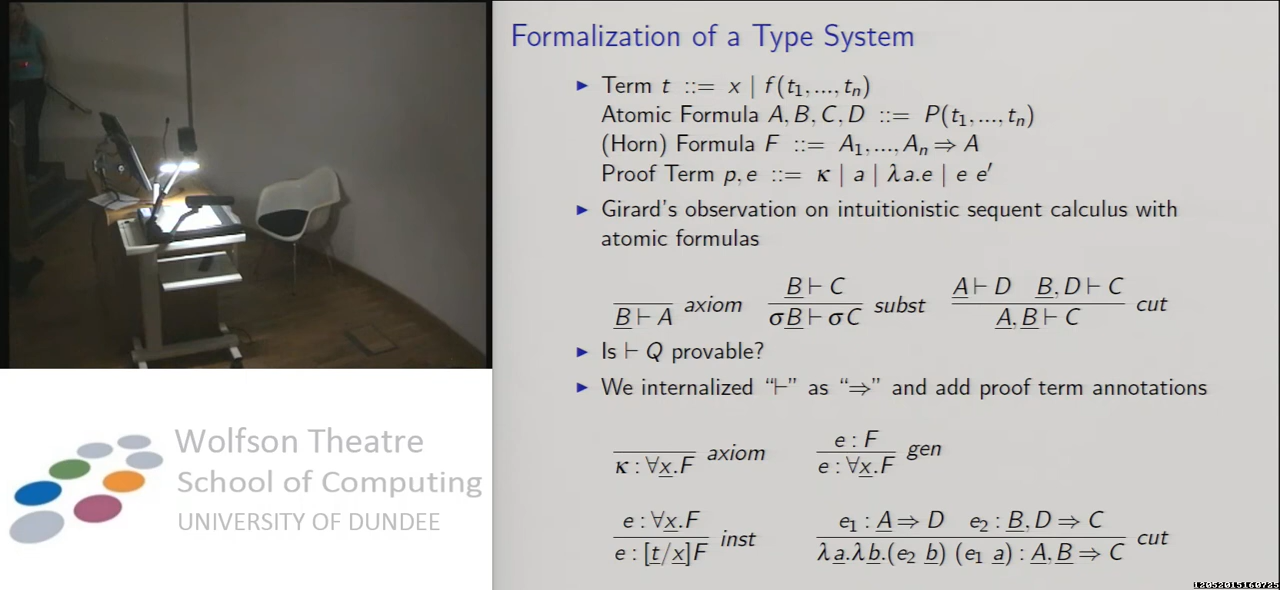 Formalization of a Type System
▶ Term t ::= x | f(t₁, ..., tₙ)
Atomic Formula A, B, C, D ::= P(t₁, ..., tₙ)
(Horn) Formula F ::= A₁, ..., Aₙ ⇒ A
Proof Term p, e ::= κ | a | λa.e | e e′
▶ Girard's observation on intuitionistic sequent calculus with
atomic formulas
B̲ ⊢ C A̲ ⊢ D B̲, D ⊢ C
B̲ ⊢ A axiom σB̲ ⊢ σC subst A̲, B̲ ⊢ C cut
▶ Is ⊢ Q provable?
▶ We internalized “⊢” as “⇒” and add proof term annotations
e : F
κ : ∀x̲.F axiom e : ∀x̲.F gen
e : ∀x̲.F e₁ : A̲ ⇒ D e₂ : B̲, D ⇒ C
e : [t̲/x̲]F inst λa̲.λb̲.(e₂ b̲) (e₁ a̲) : A̲, B̲ ⇒ C cut
Wolfson Theatre
School of Computing
UNIVERSITY OF DUNDEE